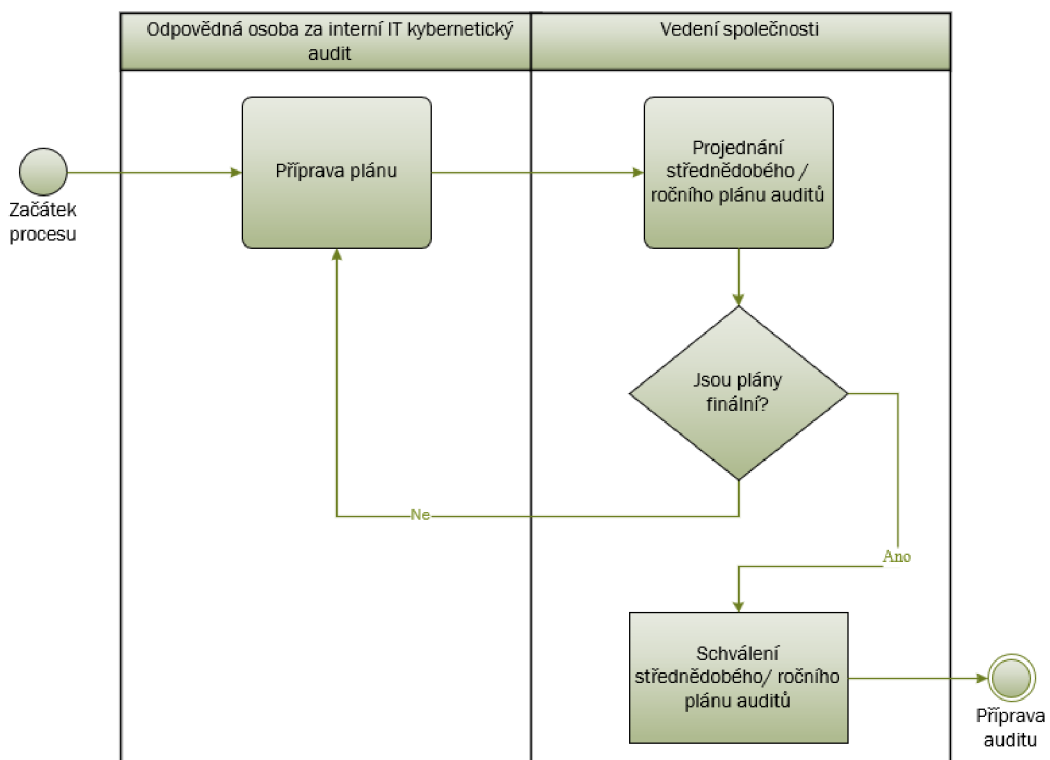 Odpovědná osoba za interní IT kybernetický
audit
Vedení společnosti
Začátek
procesu
Příprava plánu
Projednání
střednědobého /
ročního plánu auditů
Jsou plány
finální?
Ne
Ano
Schválení
střednědobého/ ročního
plánu auditů
Příprava
auditu